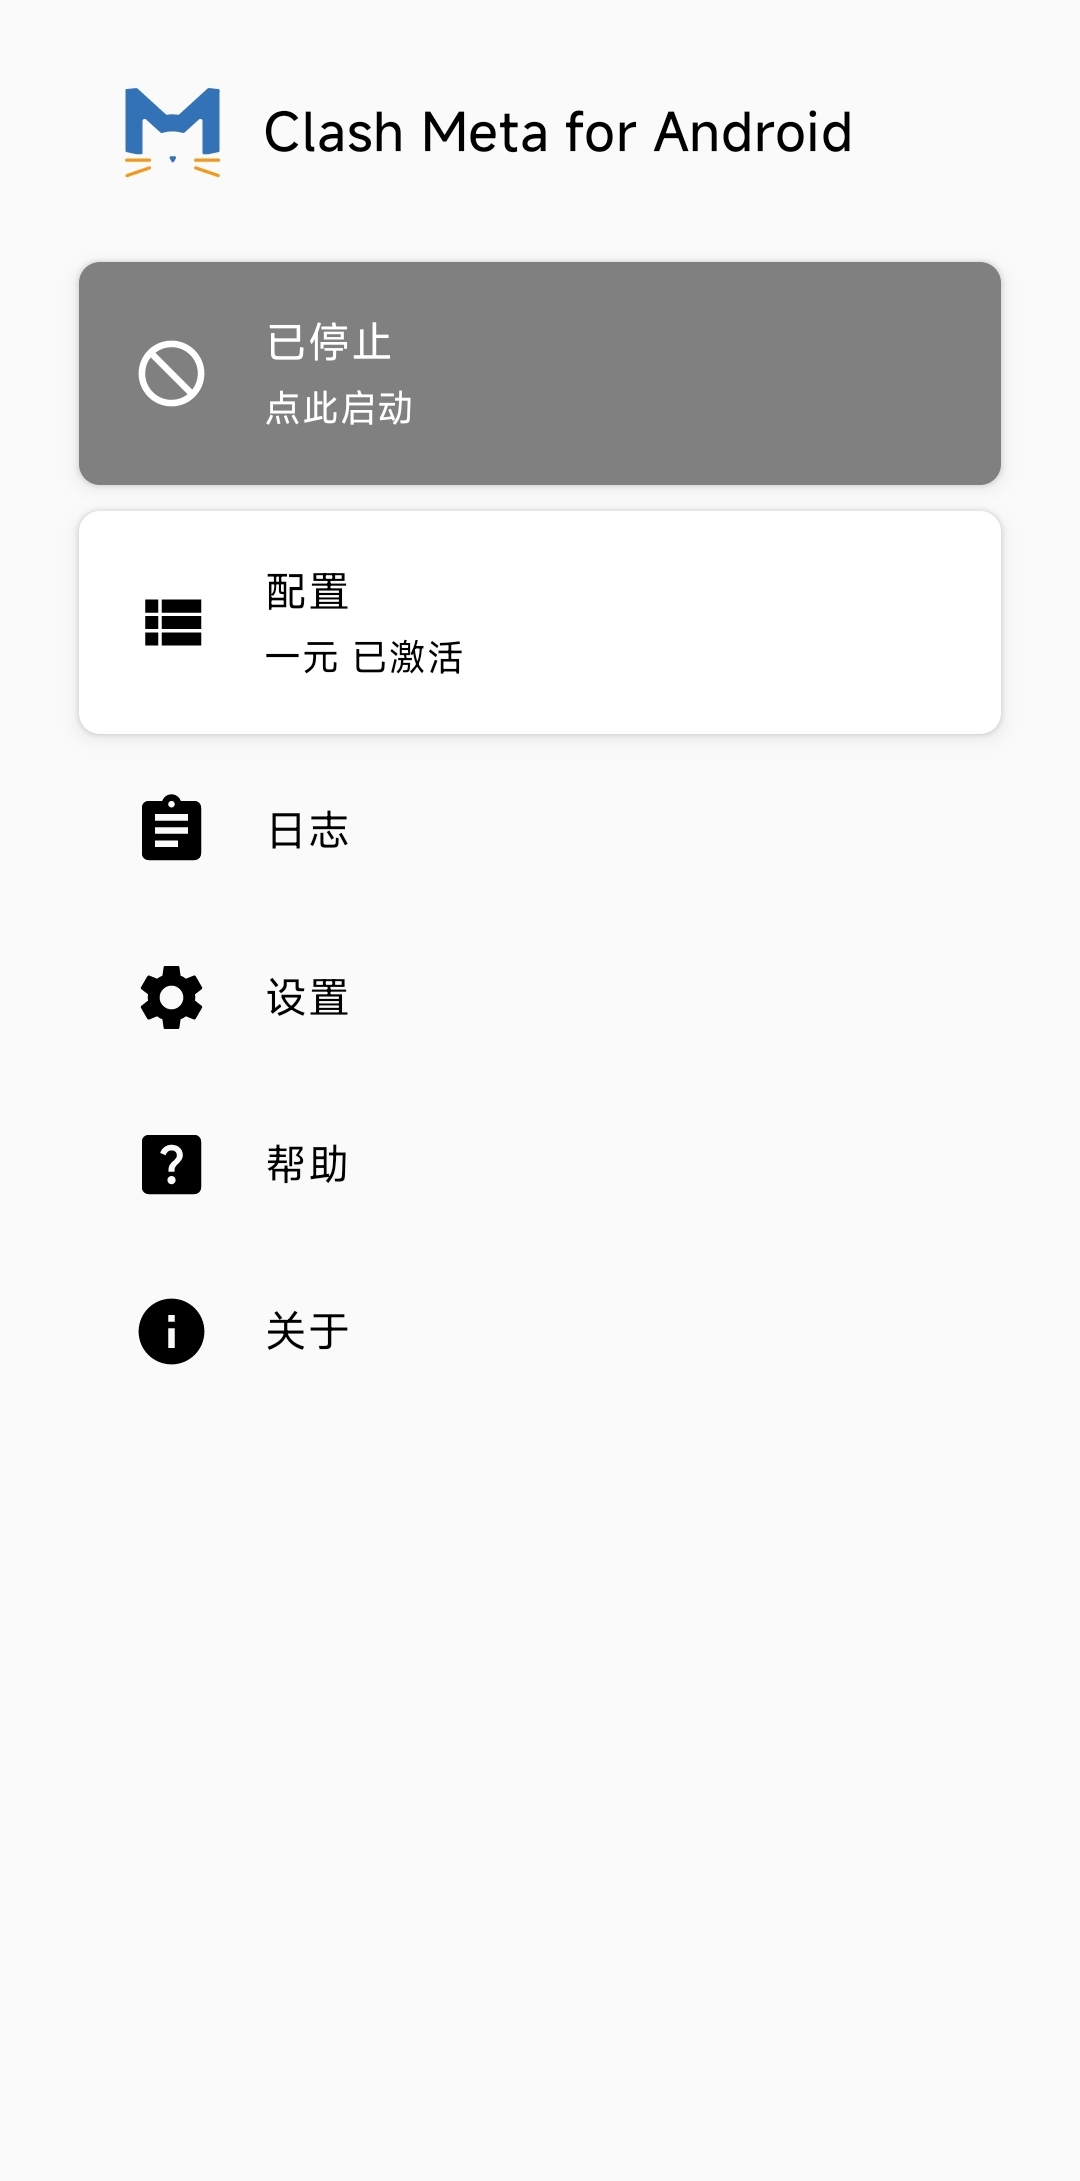 Clash Meta for Android
已停止
点此启动
配置
一元 已激活
日志
设置
帮助
关于